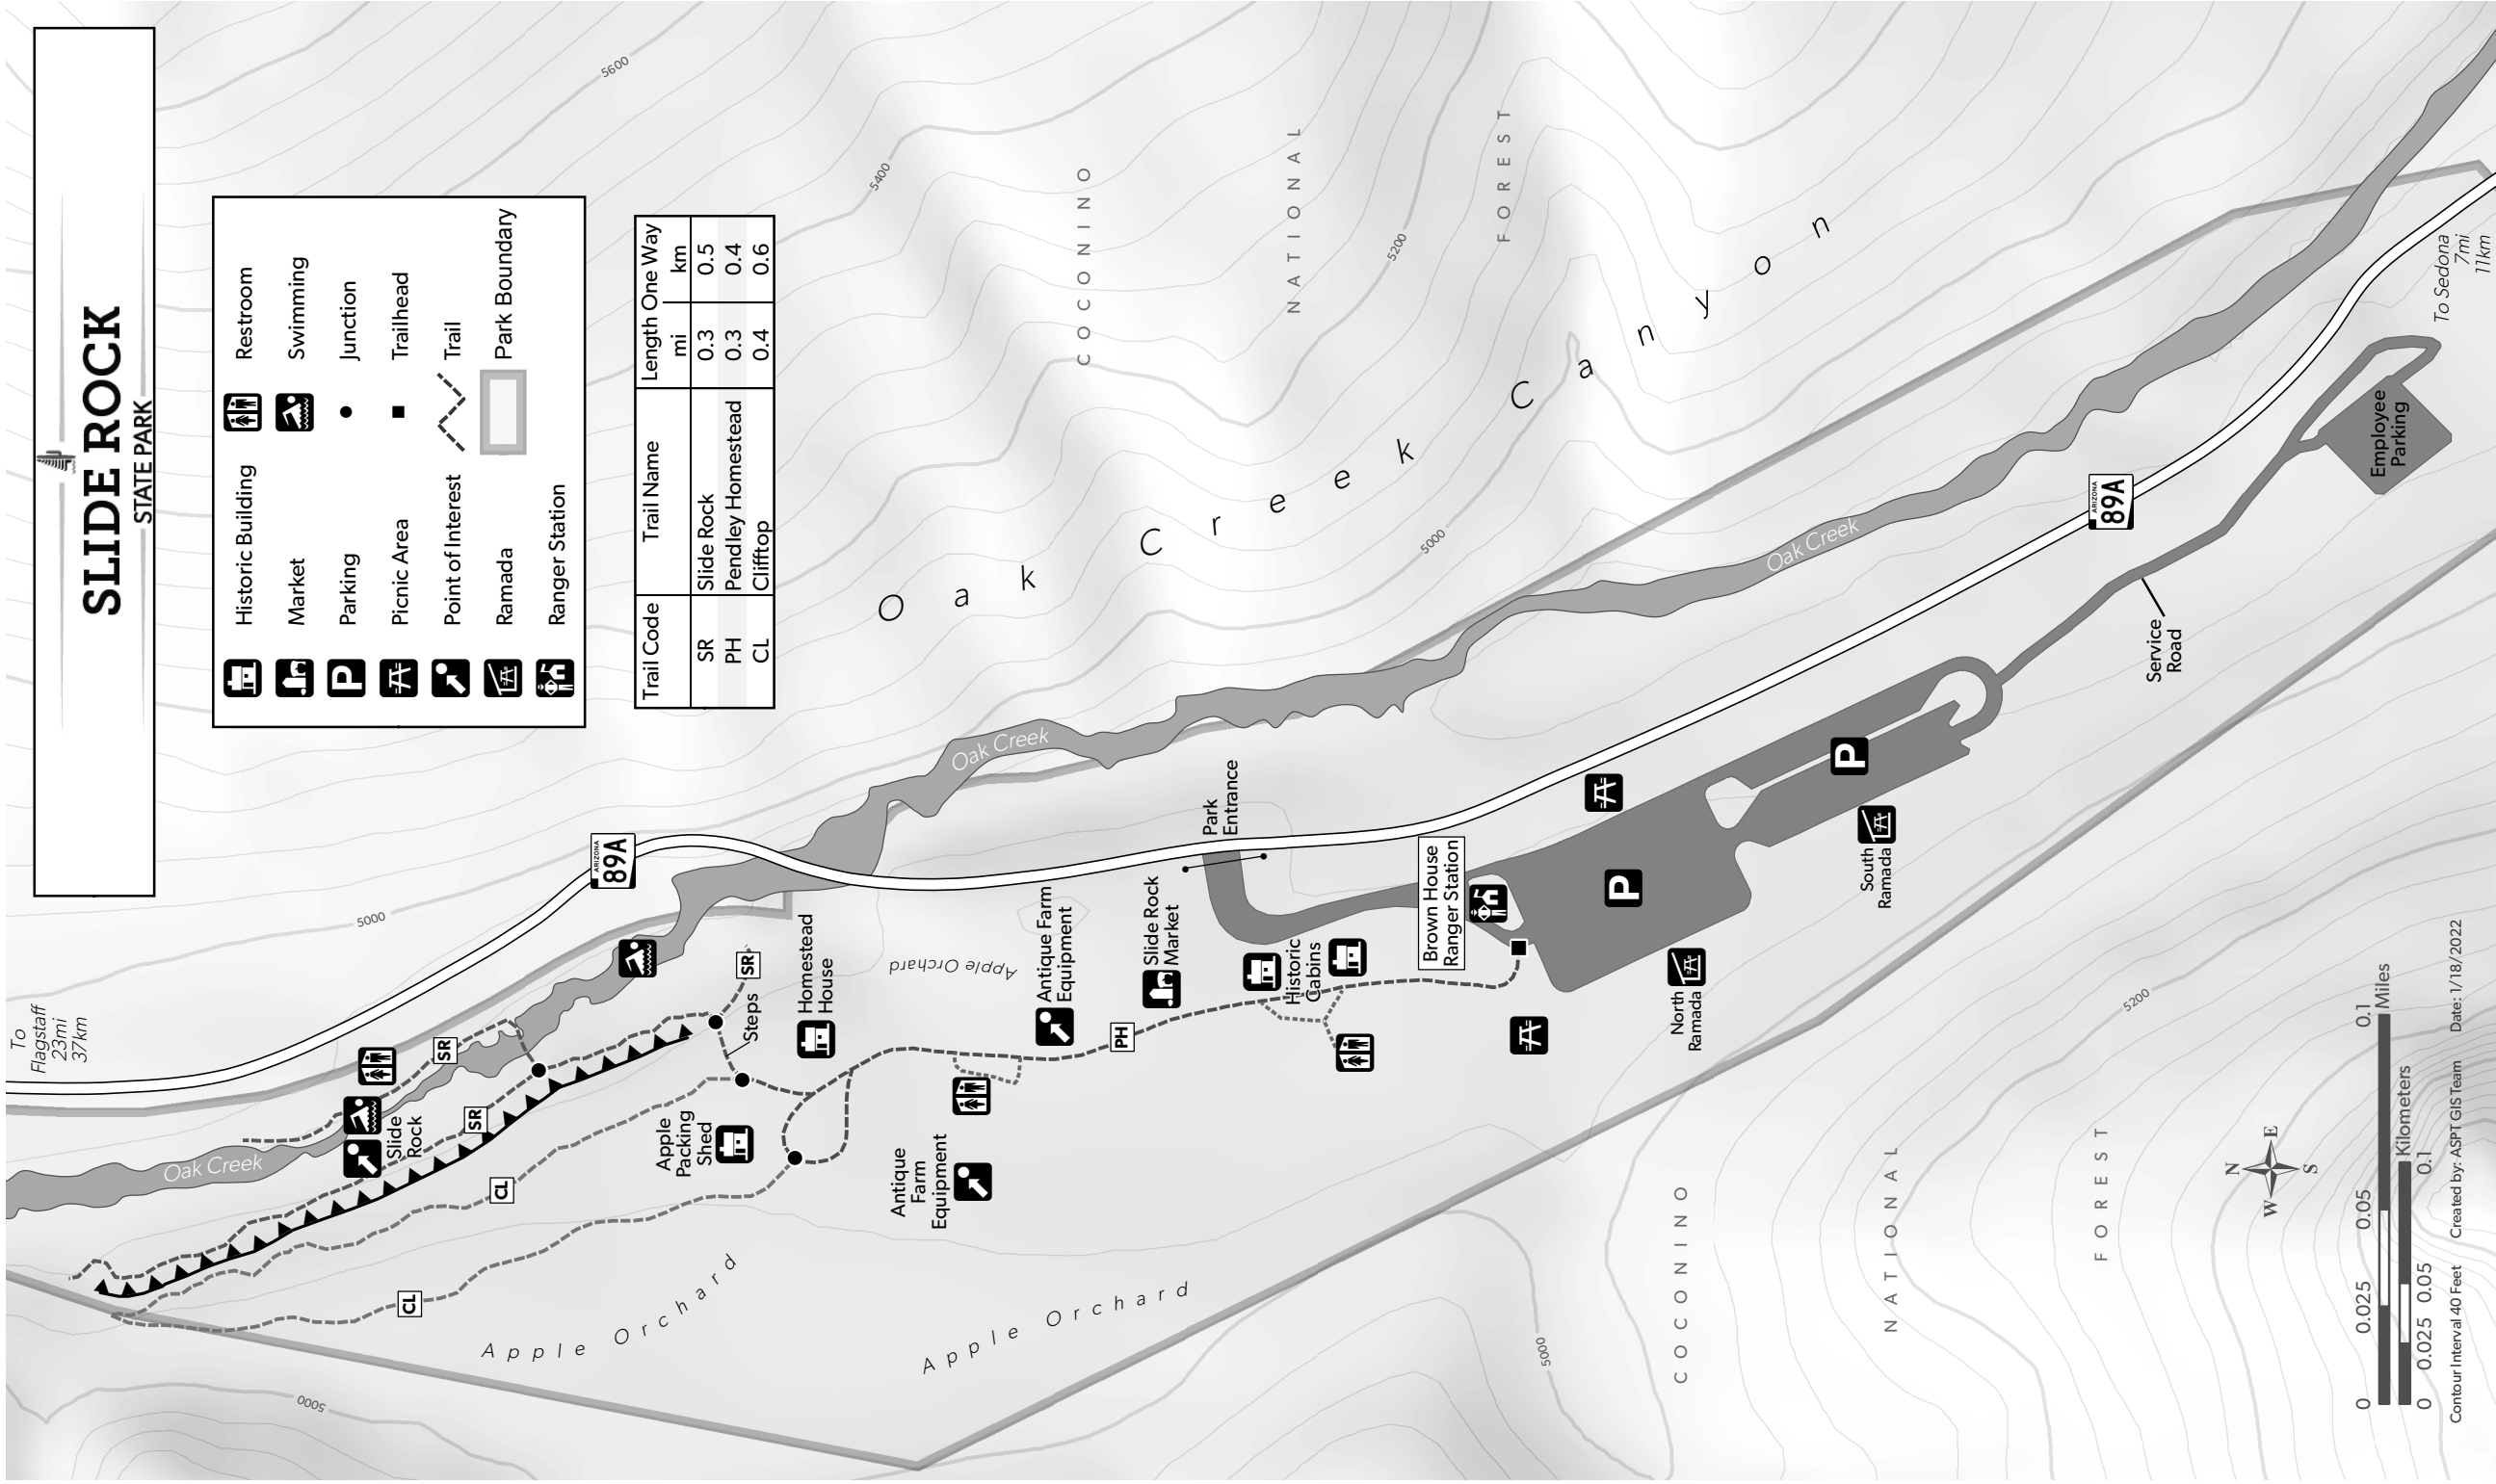 SLIDE ROCK
STATE PARK
Historic Building
Market
Parking
Picnic Area
Point of Interest
Ramada
Ranger Station
Restroom
Swimming
Junction
Trailhead
Trail
Park Boundary
Trail Code Trail Name Length One Way
mi km
SR Slide Rock 0.3 0.5
PH Pendley Homestead 0.3 0.4
CL Clifftop 0.4 0.6
5600
5400
5200
5000
5000
COCONINO
NATIONAL
FOREST
Oak Creek Canyon
To
Flagstaff
23mi
37km
ARIZONA
89A
Oak Creek
Oak Creek
Oak Creek
SR
SR
SR
Slide
Rock
CL
CL
Steps
Homestead
House
Apple
Packing
Shed
Apple Orchard
Antique Farm
Equipment
Antique
Farm
Equipment
Slide Rock
Market
Park
Entrance
PH
Historic
Cabins
Brown House
Ranger Station
P
P
P
North
Ramada
South
Ramada
Service
Road
ARIZONA
89A
Employee
Parking
To Sedona
7mi
11km
Apple Orchard
Apple Orchard
5000
5000
5200
COCONINO
NATIONAL
FOREST
N
E
S
W
0 0.025 0.05 0.1
Miles
Kilometers
0 0.025 0.05 0.1
Contour Interval 40 Feet Created by: ASPT GIS Team Date: 1/18/2022